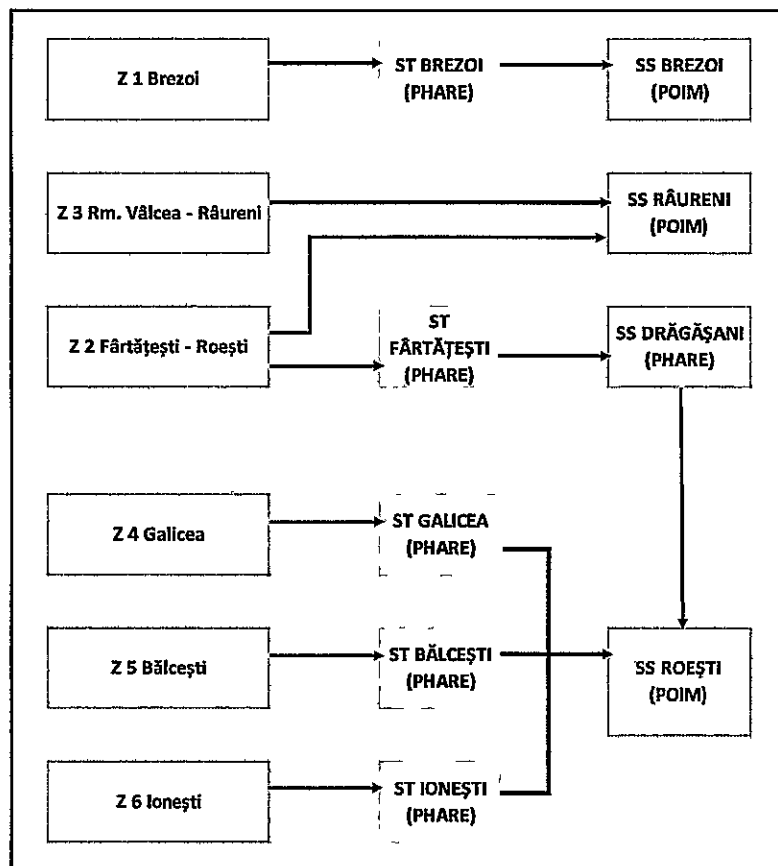 Z 1 Brezoi
ST BREZOI
(PHARE)
SS BREZOI
(POIM)
Z 3 Rm. Vâlcea - Râureni
SS RÂURENI
(POIM)
Z 2 Fârtățești - Roești
ST
FÂRTĂȚEȘTI
(PHARE)
SS DRĂGĂȘANI
(PHARE)
Z 4 Galicea
ST GALICEA
(PHARE)
Z 5 Bălcești
ST BĂLCEȘTI
(PHARE)
SS ROEȘTI
(POIM)
Z 6 Ionești
ST IONEȘTI
(PHARE)